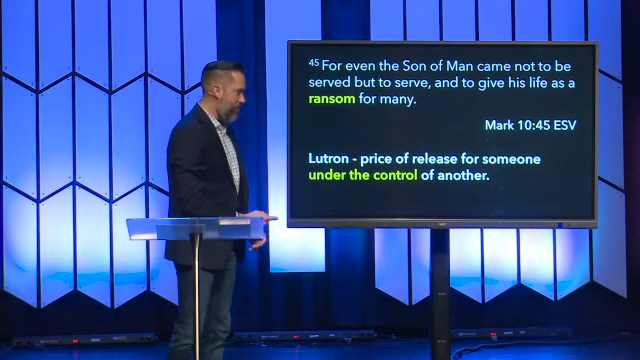 45 For even the Son of Man came not to be
served but to serve, and to give his life as a
ransom for many.
Mark 10:45 ESV
Lutron - price of release for someone
under the control of another.